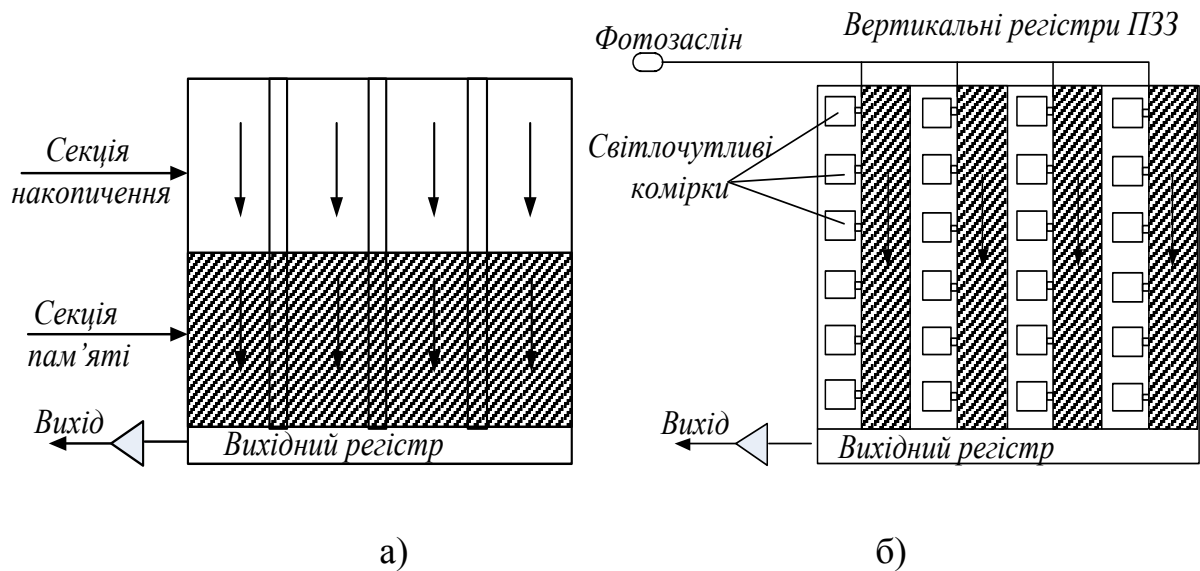 Секція
накопичення
Секція
пам’яті
Вихід
Вихідний регістр
а)
Вертикальні регістри ПЗЗ
Фотозаслін
Світлочутливі
комірки
Вихід
Вихідний регістр
б)